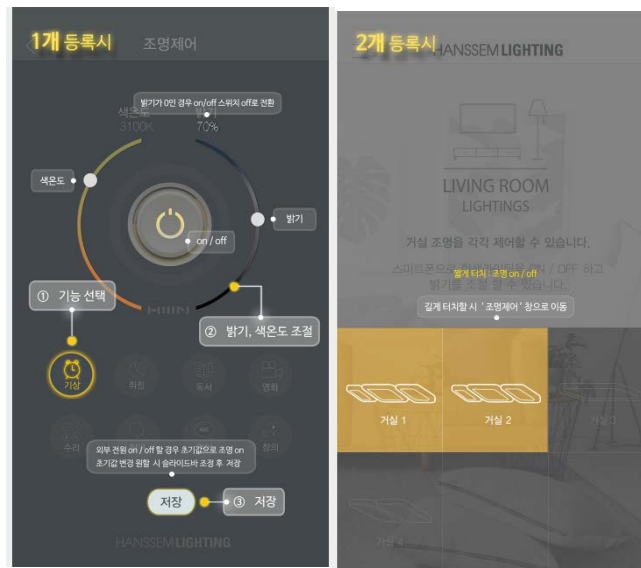 1개 등록시
조명제어
밝기가 0인 경우 on/off 스위치 off로 전환
색온도
밝기
3100K
70%
색온도
밝기
on / off
① 기능 선택
MIN
② 밝기, 색온도 조절
기상
취침
독서
영화
수리
창의
외부 전원 on / off 할 경우 초기값으로 조명 on
초기값 변경 원할 시 슬라이드바 조정 후 저장
저장
③ 저장
HANSSEM LIGHTING
2개 등록시
HANSSEM LIGHTING
LIVING ROOM
LIGHTINGS
거실 조명을 각각 제어할 수 있습니다.
짧게 터치 : 조명 on / off
길게 터치할 시 ' 조명제어 ' 창으로 이동
거실 1
거실 2
거실 3
거실 4